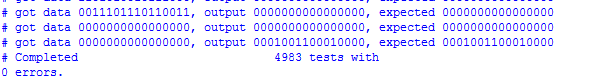 # got data 0011101110110011, output 0000000000000000, expected 0000000000000000
# got data 0000000000000000, output 0000000000000000, expected 0000000000000000
# got data 0000000000000000, output 0001001100010000, expected 0001001100010000
# Completed 4983 tests with
0 errors.